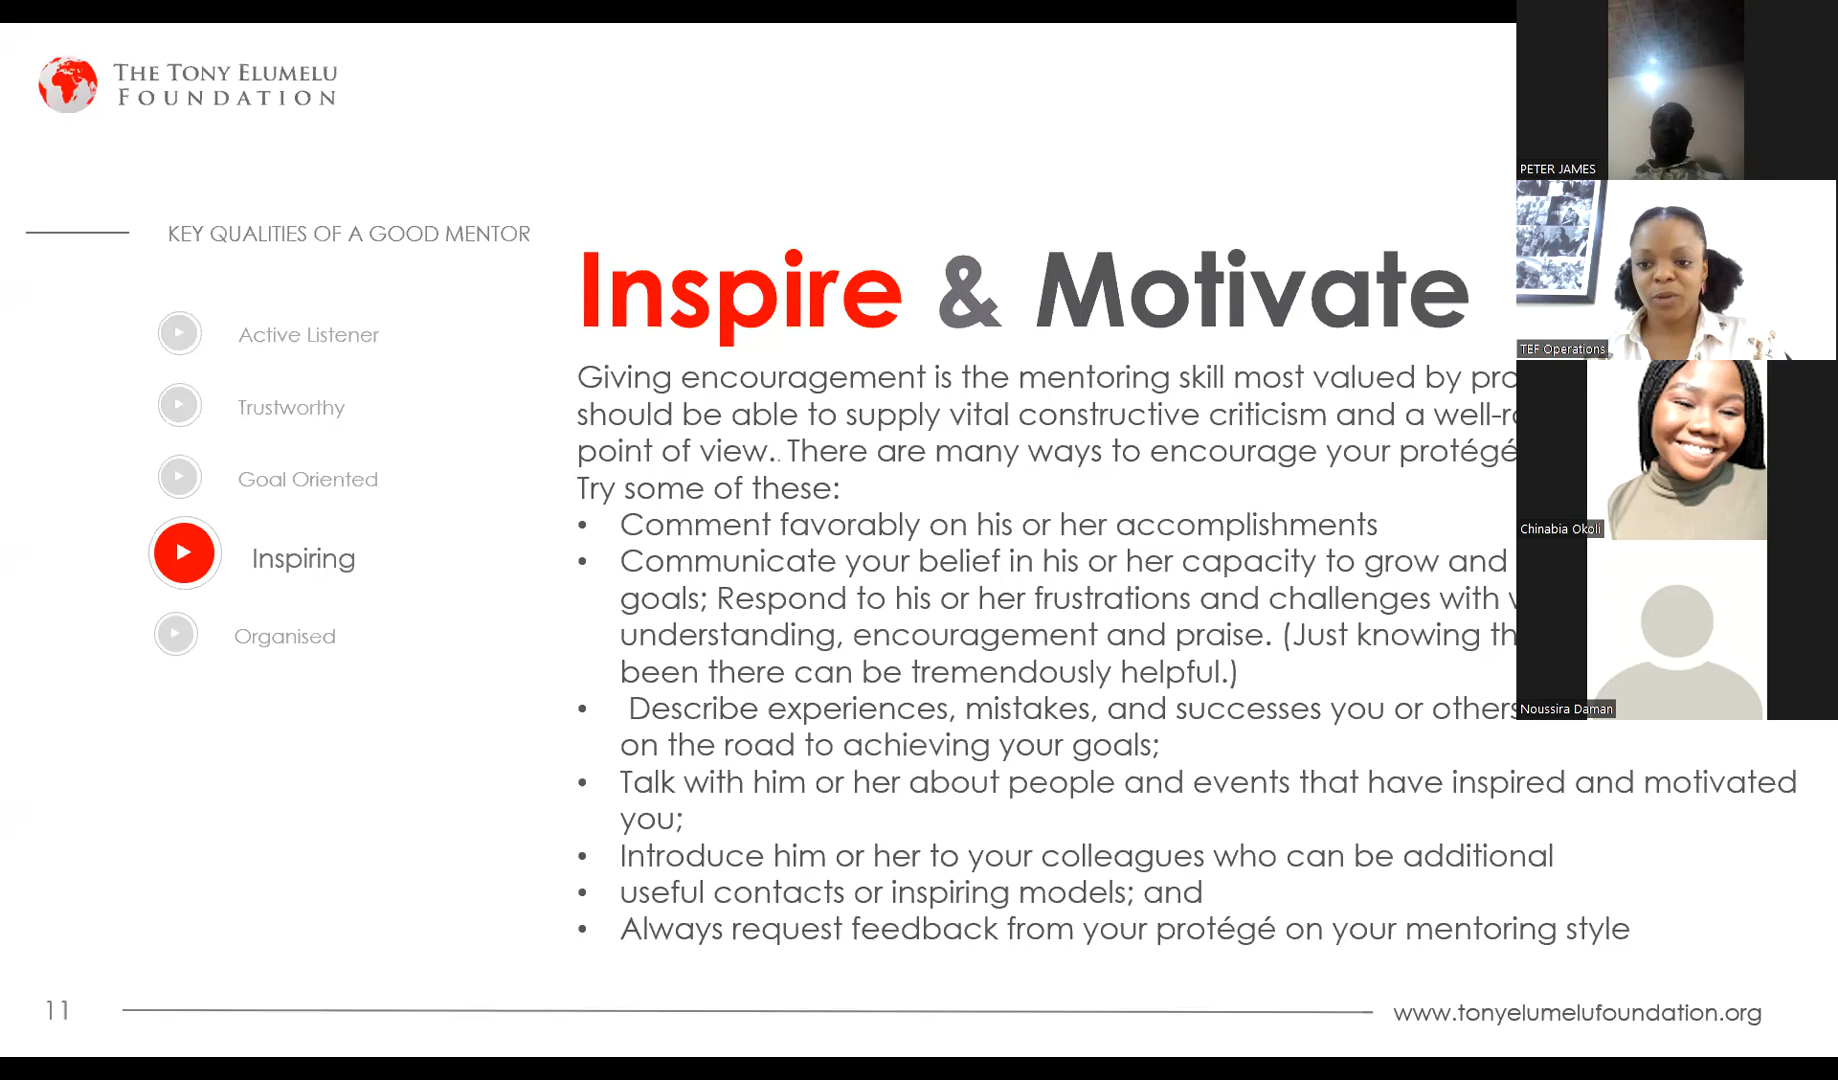 THE TONY ELUMELU
FOUNDATION
KEY QUALITIES OF A GOOD MENTOR
Active Listener
Trustworthy
Goal Oriented
Inspiring
Organised
Inspire & Motivate
Giving encouragement is the mentoring skill most valued by
should be able to supply vital constructive criticism and a
point of view.. There are many ways to encourage your protégé
Try some of these:
• Comment favorably on his or her accomplishments
• Communicate your belief in his or her capacity to grow and
goals; Respond to his or her frustrations and challenges with
understanding, encouragement and praise. (Just knowing
been there can be tremendously helpful.)
• Describe experiences, mistakes, and successes you or others
on the road to achieving your goals;
• Talk with him or her about people and events that have inspired and motivated
you;
• Introduce him or her to your colleagues who can be additional
• useful contacts or inspiring models; and
• Always request feedback from your protégé on your mentoring style
11
www.tonyelumelufoundation.org
PETER JAMES
TEF Operations
Chinabia Okoli
Noussira Daman